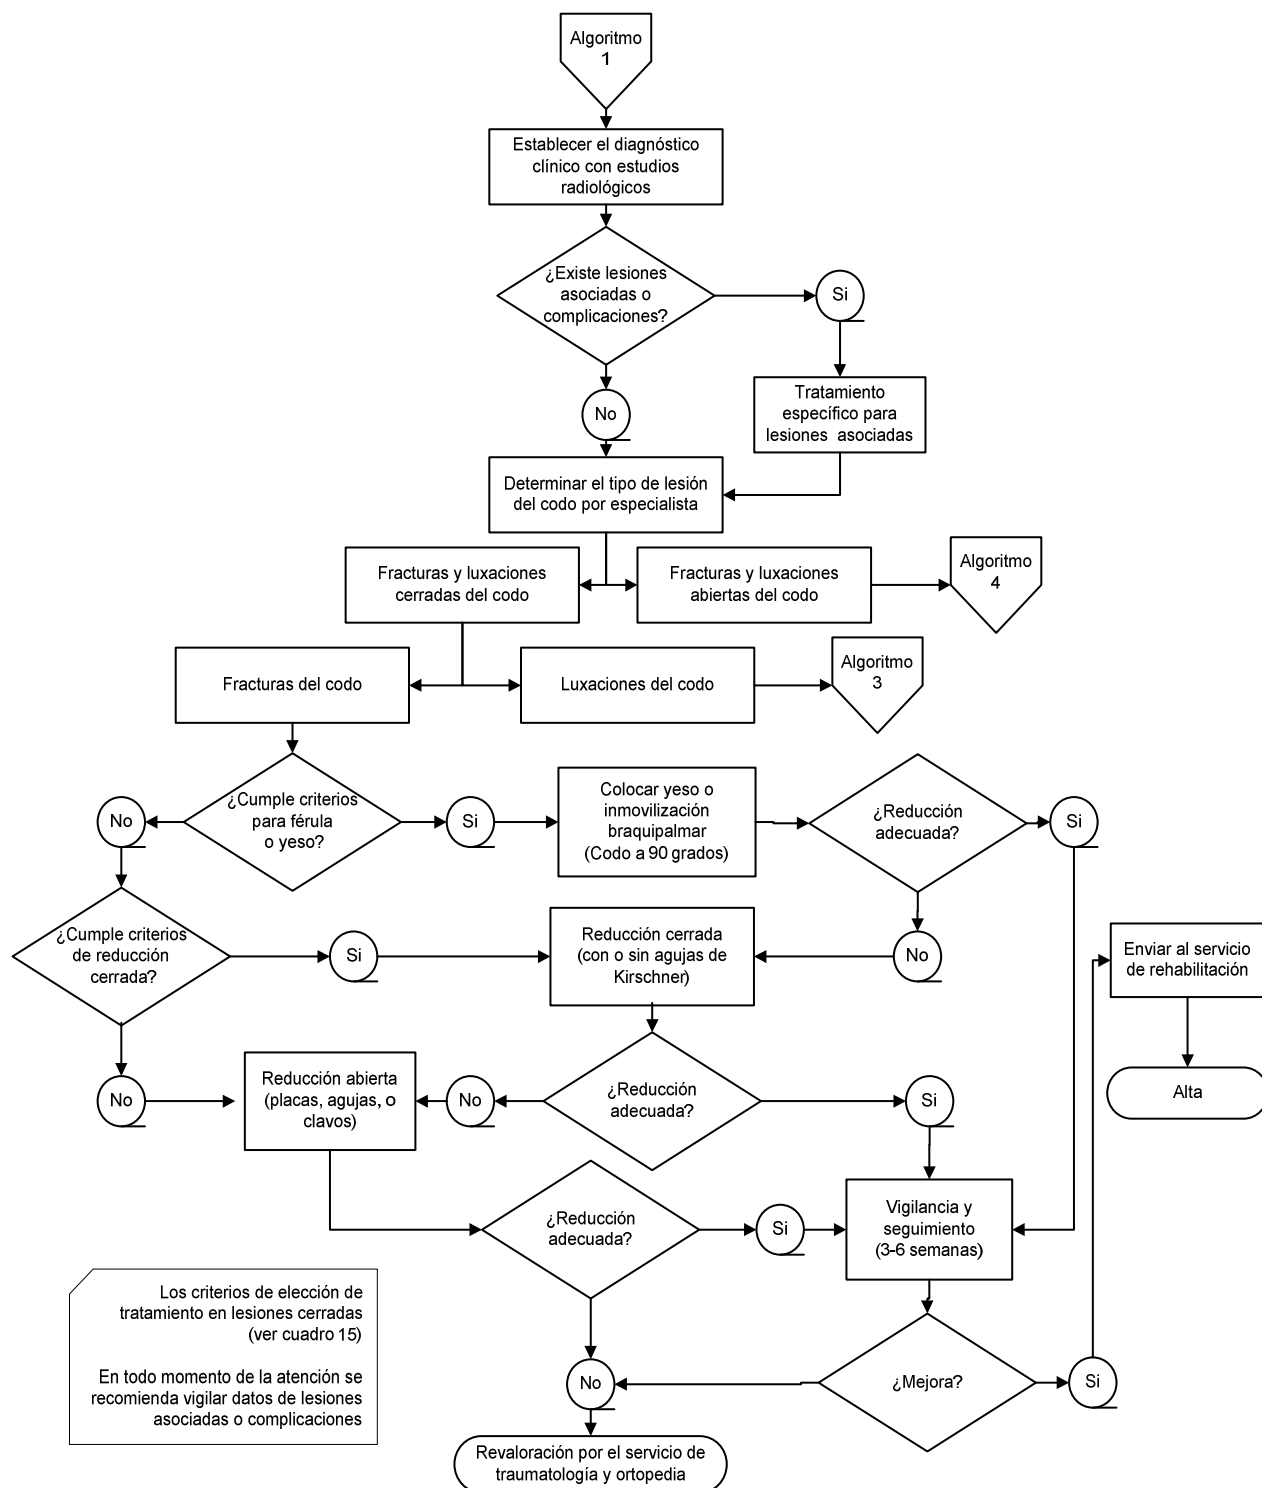 Algoritmo
1
Establecer el diagnóstico
clínico con estudios
radiológicos
¿Existe lesiones
asociadas o
complicaciones?
Si
No
Tratamiento
específico para
lesiones asociadas
Determinar el tipo de lesión
del codo por especialista
Fracturas y luxaciones
cerradas del codo
Fracturas y luxaciones
abiertas del codo
Algoritmo
4
Fracturas del codo
Luxaciones del codo
Algoritmo
3
¿Cumple criterios
para férula
o yeso?
No
Si
Colocar yeso o
inmovilización
braquipalmar
(Codo a 90 grados)
¿Reducción
adecuada?
Si
¿Cumple criterios
de reducción
cerrada?
Si
Reducción cerrada
(con o sin agujas de
Kirschner)
No
Enviar al servicio
de rehabilitación
No
Reducción abierta
(placas, agujas, o
clavos)
No
¿Reducción
adecuada?
Si
Alta
¿Reducción
adecuada?
Si
Vigilancia y
seguimiento
(3-6 semanas)
Los criterios de elección de
tratamiento en lesiones cerradas
(ver cuadro 15)
En todo momento de la atención se
recomienda vigilar datos de lesiones
asociadas o complicaciones
No
¿Mejora?
Si
Revaloración por el servicio de
traumatología y ortopedia